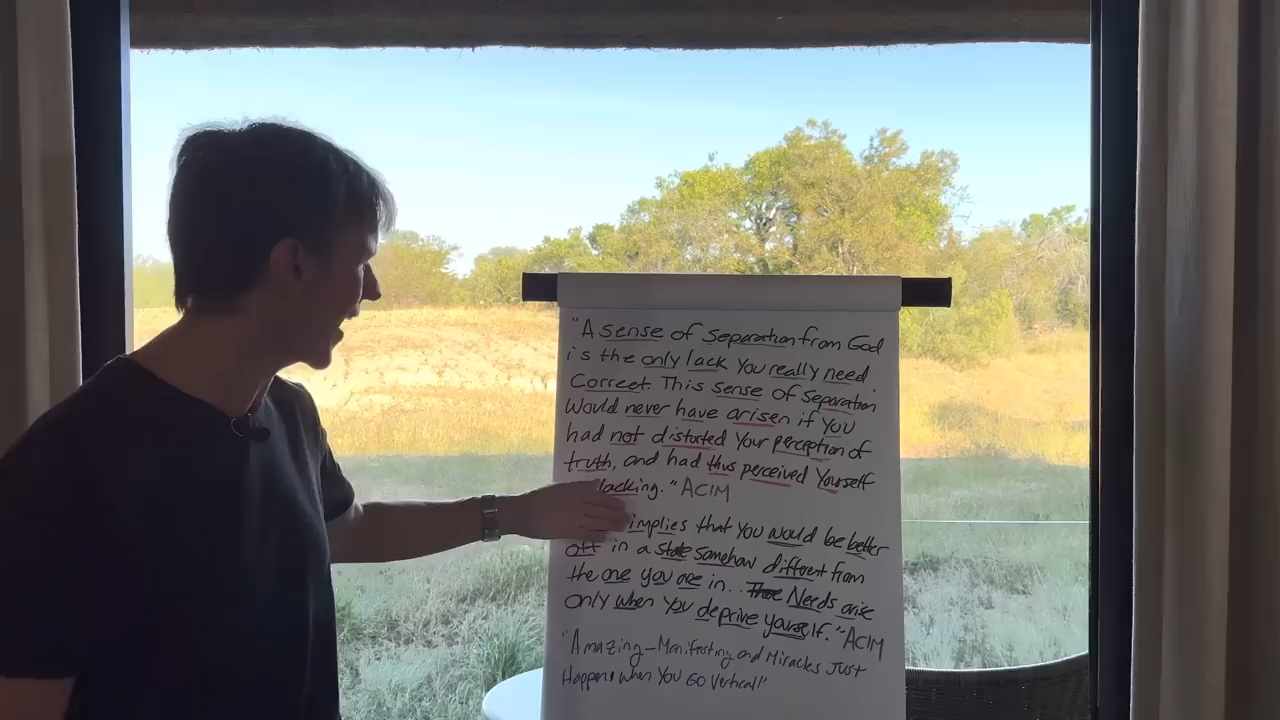 "A sense of Separation from God
is the only lack you really need
Correct. This sense of separation
would never have arisen if you
had not distorted your perception of
truth, and had thus perceived yourself
lacking." ACIM
implies that you would be better
off in a state somehow different from
the one you are in... Needs arise
only when you deprive yourself." ACIM
"Amazing - Manifesting and Miracles Just
Happens when You GO Vertical!"